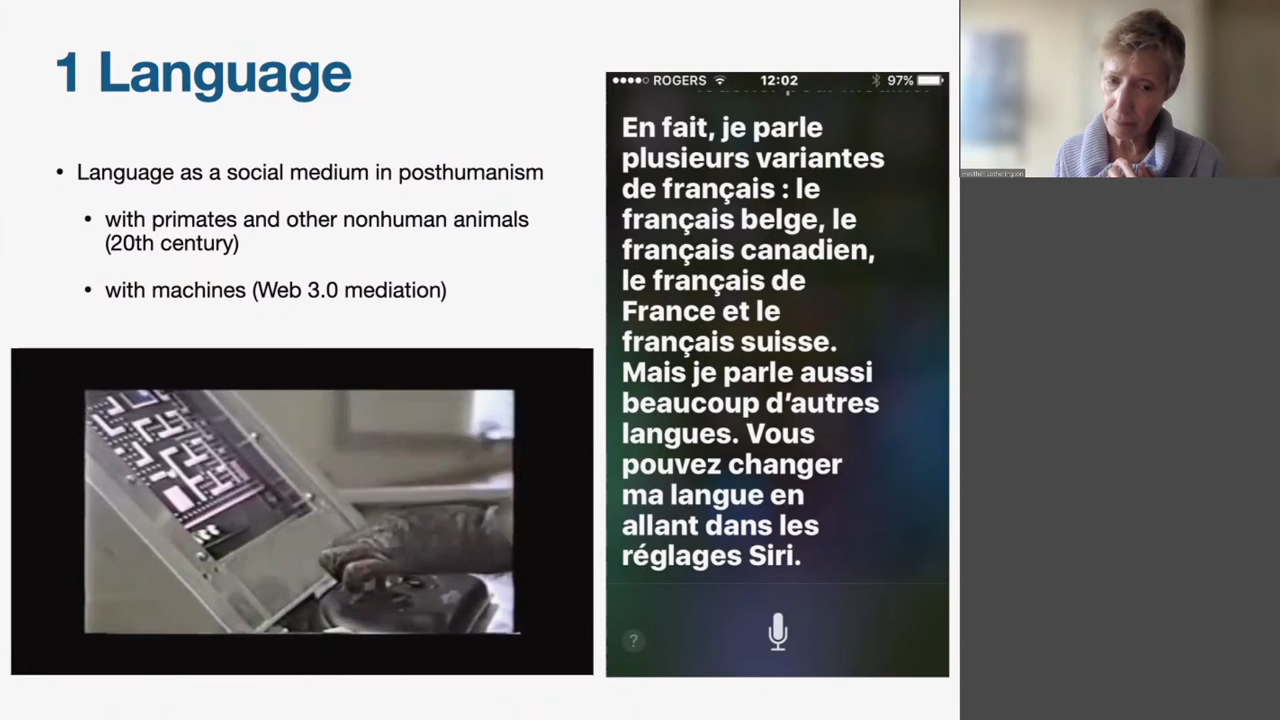 1 Language
• Language as a social medium in posthumanism
• with primates and other nonhuman animals
(20th century)
• with machines (Web 3.0 mediation)
ROGERS
12:02
97%
En fait, je parle
plusieurs variantes
de français : le
français belge, le
français canadien,
le français de
France et le
français suisse.
Mais je parle aussi
beaucoup d’autres
langues. Vous
pouvez changer
ma langue en
allant dans les
réglages Siri.
?
Heather Lotherington